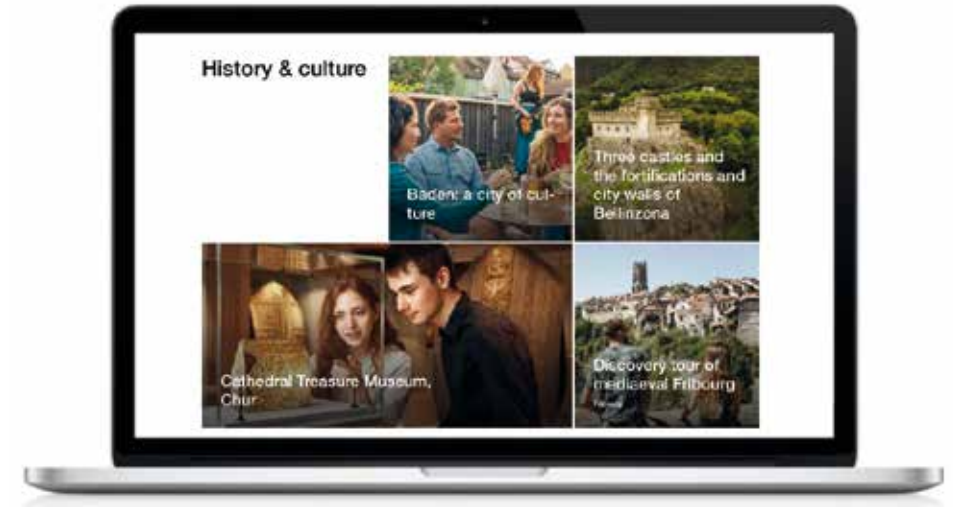 History & culture
Baden: a city of cul-
ture
Three castles and
the fortifications and
city walls of
Bellinzona
Cathedral Treasure Museum,
Chur
Discovery tour of
mediaeval Fribourg